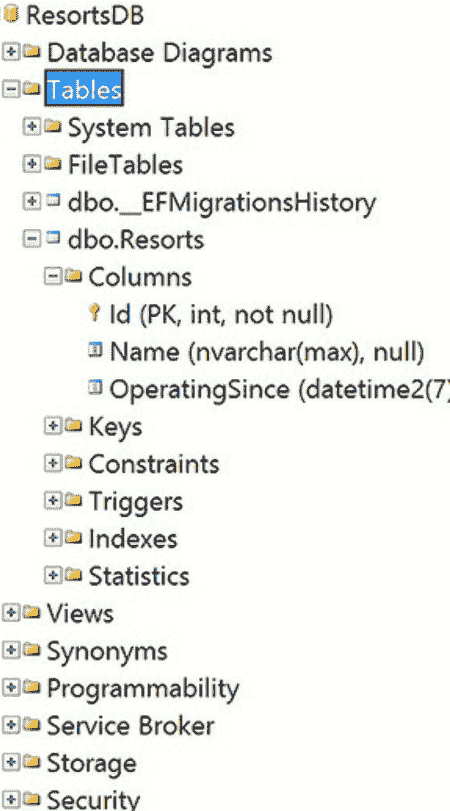 ResortsDB
Database Diagrams
Tables
System Tables
FileTables
dbo.__EFMigrationsHistory
dbo.Resorts
Columns
Id (PK, int, not null)
Name (nvarchar(max), null)
OperatingSince (datetime2(7)
Keys
Constraints
Triggers
Indexes
Statistics
Views
Synonyms
Programmability
Service Broker
Storage
Security